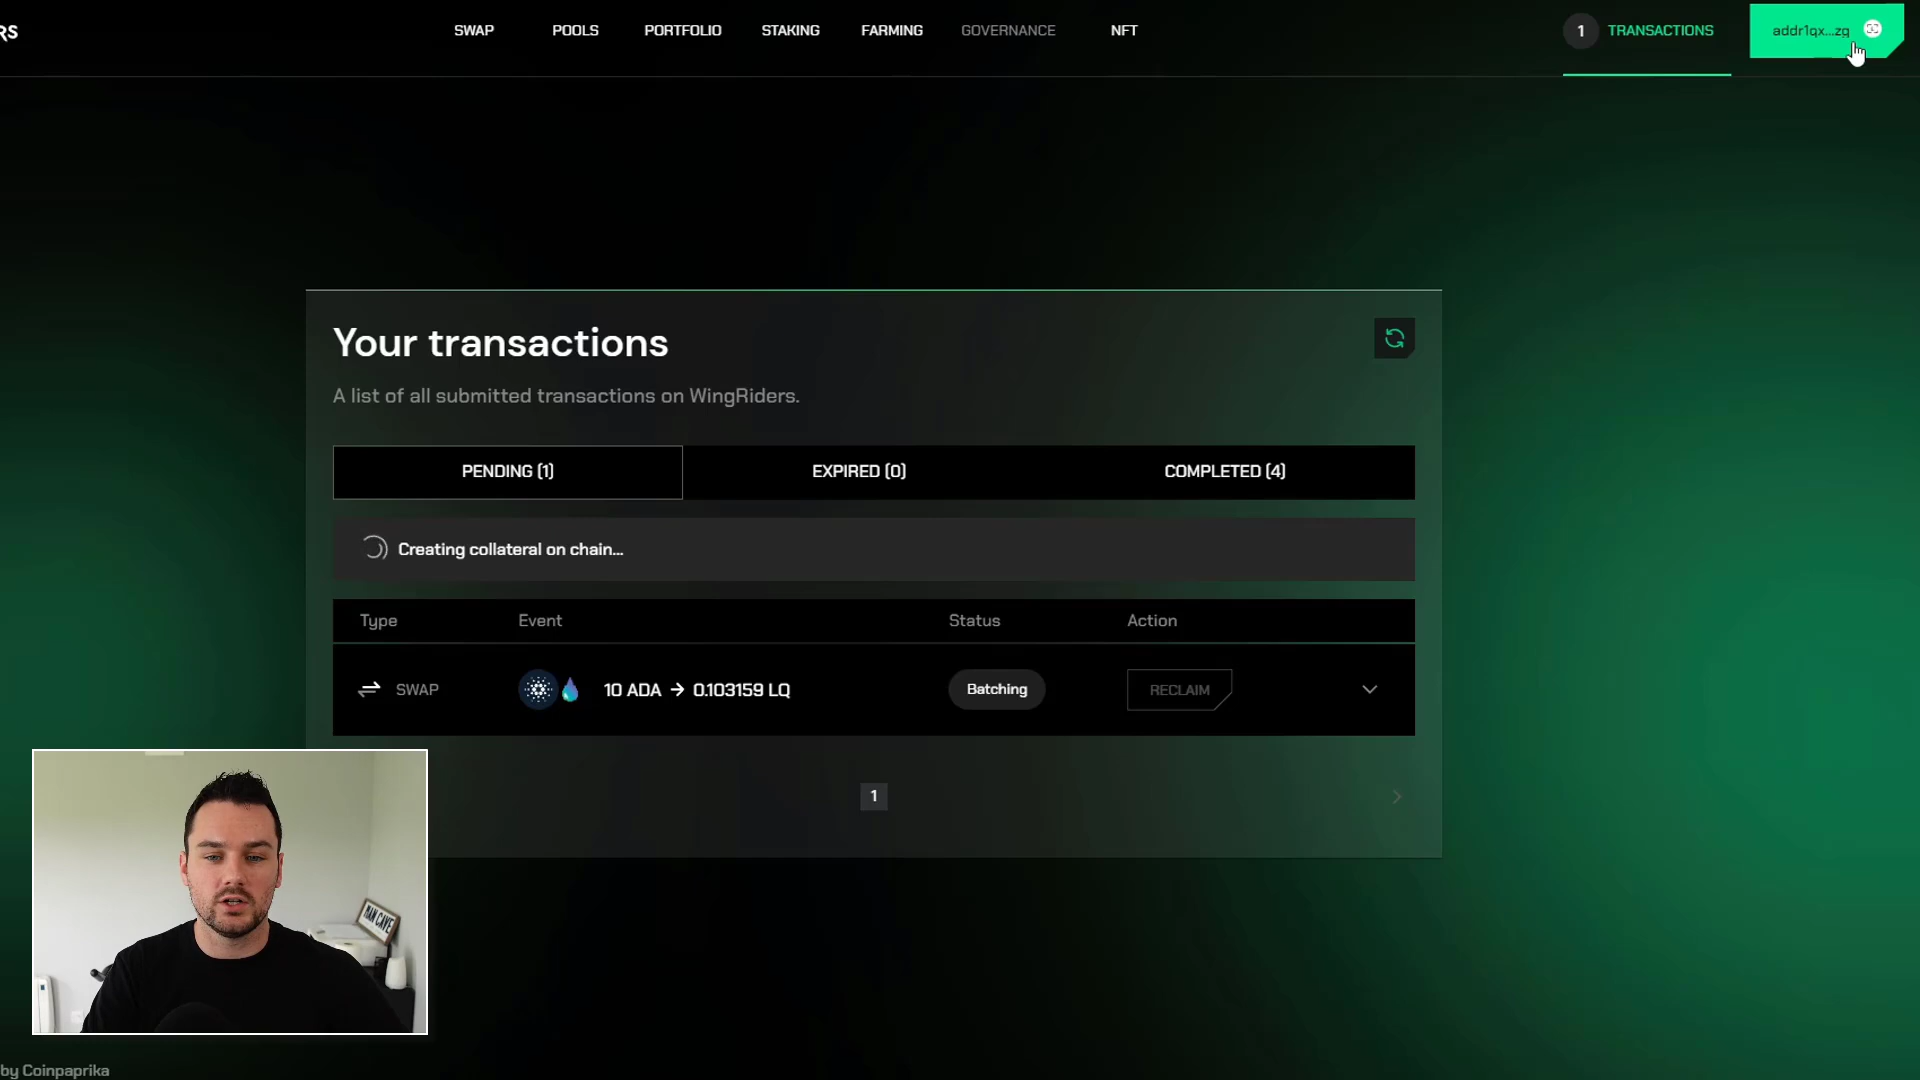 RS
SWAP POOLS PORTFOLIO STAKING FARMING GOVERNANCE NFT 1 TRANSACTIONS addr1qx...zg
Your transactions
A list of all submitted transactions on WingRiders.
PENDING (1) EXPIRED (0) COMPLETED (4)
Creating collateral on chain...
Type Event Status Action
SWAP 10 ADA → 0.103159 LQ Batching RECLAIM
1
MAN CAVE
by Coinpaprika